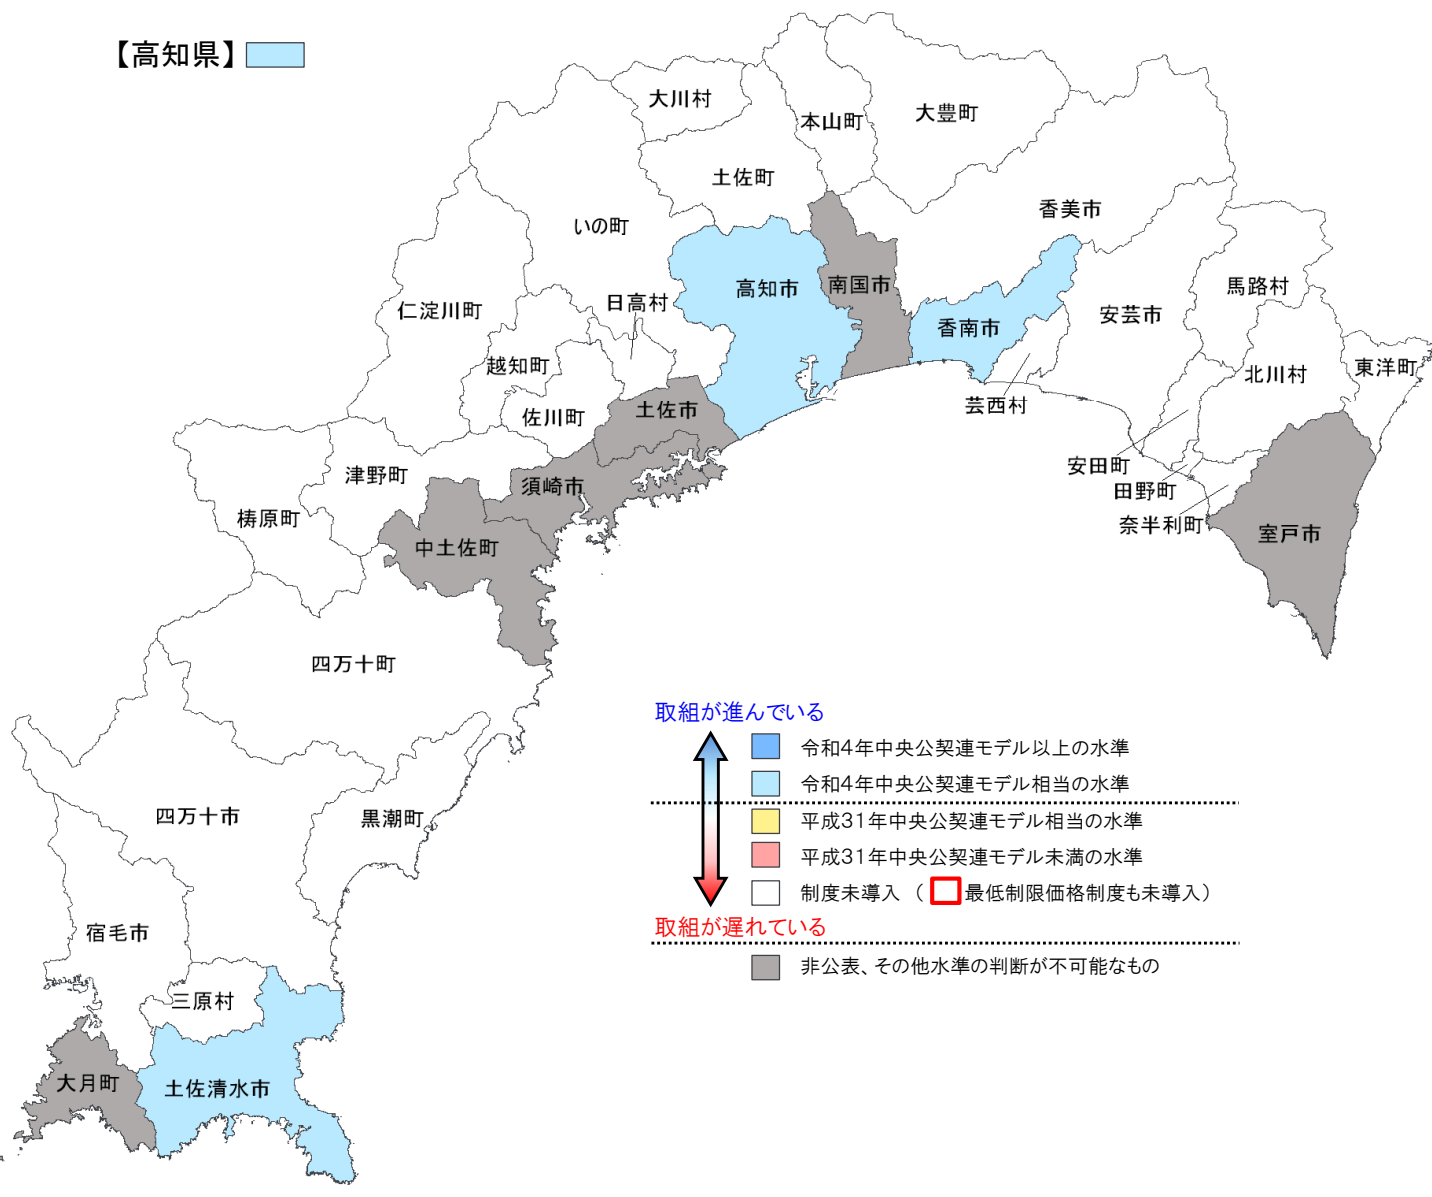 【高知県】
大川村
本山町
大豊町
土佐町
香美市
いの町
高知市
南国市
馬路村
仁淀川町
日高村
香南市
安芸市
越知町
北川村
東洋町
佐川町
土佐市
芸西村
津野町
須崎市
安田町
田野町
奈半利町
梼原町
中土佐町
室戸市
四万十町
取組が進んでいる
令和4年中央公契連モデル以上の水準
令和4年中央公契連モデル相当の水準
平成31年中央公契連モデル相当の水準
平成31年中央公契連モデル未満の水準
制度未導入 ( 最低制限価格制度も未導入)
取組が遅れている
非公表、その他水準の判断が不可能なもの
四万十市
黒潮町
宿毛市
三原村
大月町
土佐清水市